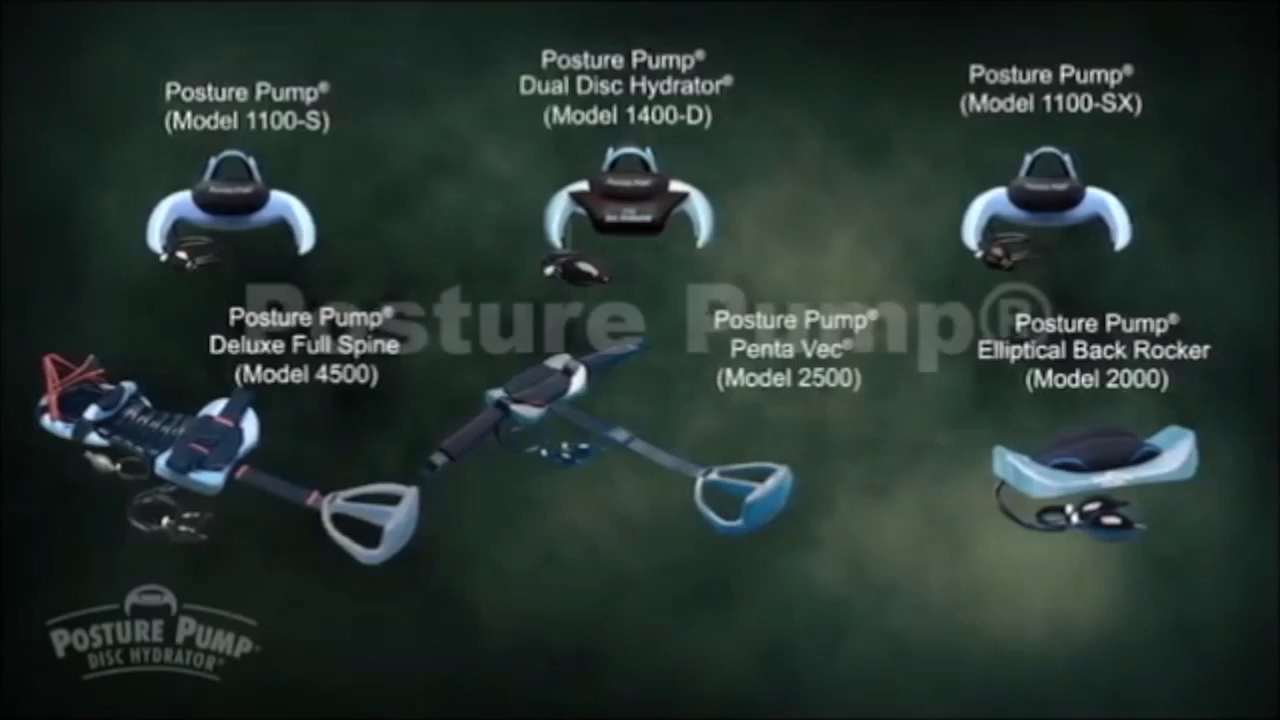 Posture Pump®
(Model 1100-S)
Posture Pump®
Dual Disc Hydrator®
(Model 1400-D)
Posture Pump®
(Model 1100-SX)
Posture Pump®
Posture Pump®
Deluxe Full Spine
(Model 4500)
Posture Pump®
Penta Vec®
(Model 2500)
Posture Pump®
Elliptical Back Rocker
(Model 2000)
POSTURE PUMP®
DISC HYDRATOR®